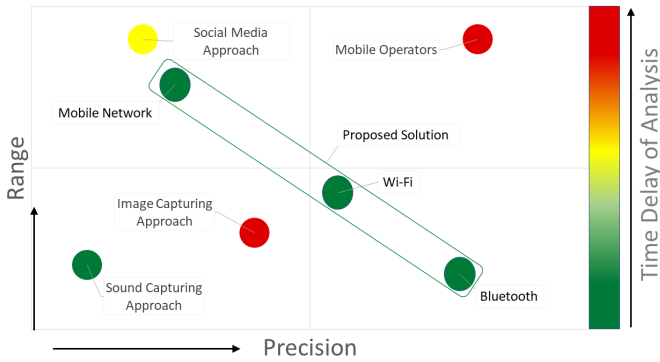 Social Media
Approach
Mobile Operators
Mobile Network
Proposed Solution
Wi-Fi
Image Capturing
Approach
Sound Capturing
Approach
Bluetooth
Range
Precision
Time Delay of Analysis